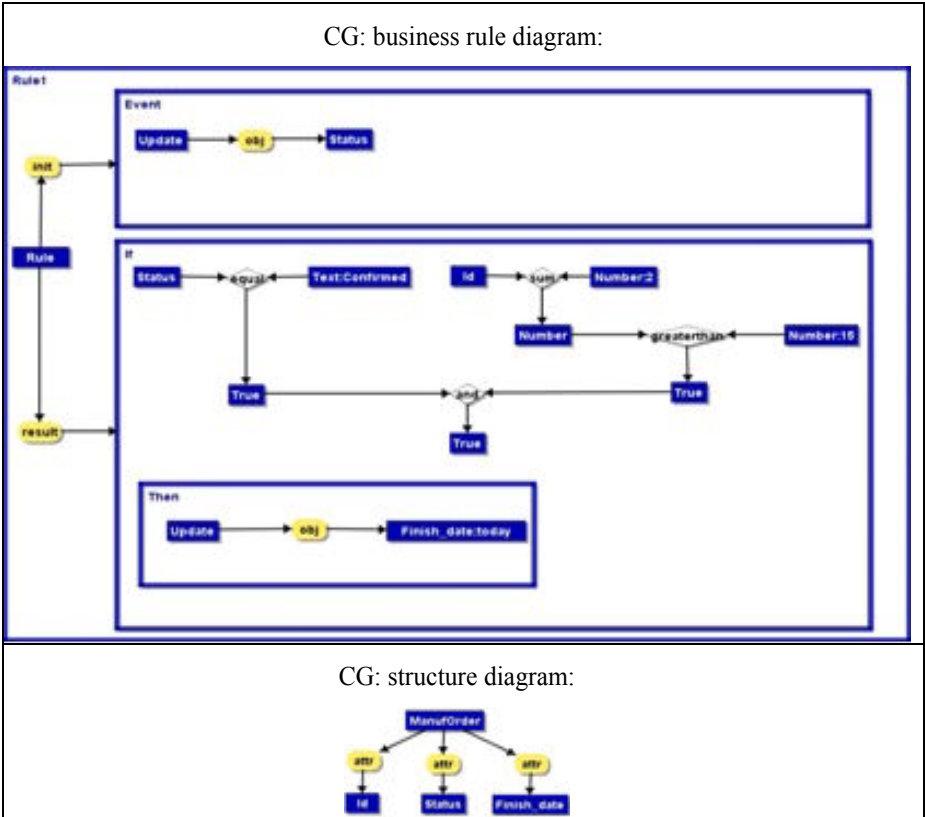 CG: business rule diagram:
Rule1
Event
Update obj Status
init
Rule
If
Status equal Text:Confirmed Id sum Number:2
Number greaterthan Number:15
True and True
result
True
Then
Update obj Finish_date:today
CG: structure diagram:
ManufOrder
attr attr attr
Id Status Finish_date